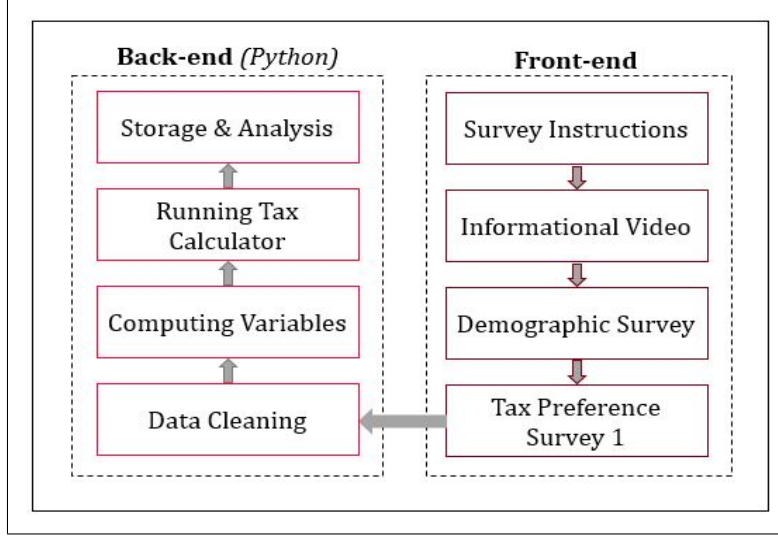 Back-end (Python)
Storage & Analysis
Running Tax
Calculator
Computing Variables
Data Cleaning
Front-end
Survey Instructions
Informational Video
Demographic Survey
Tax Preference
Survey 1